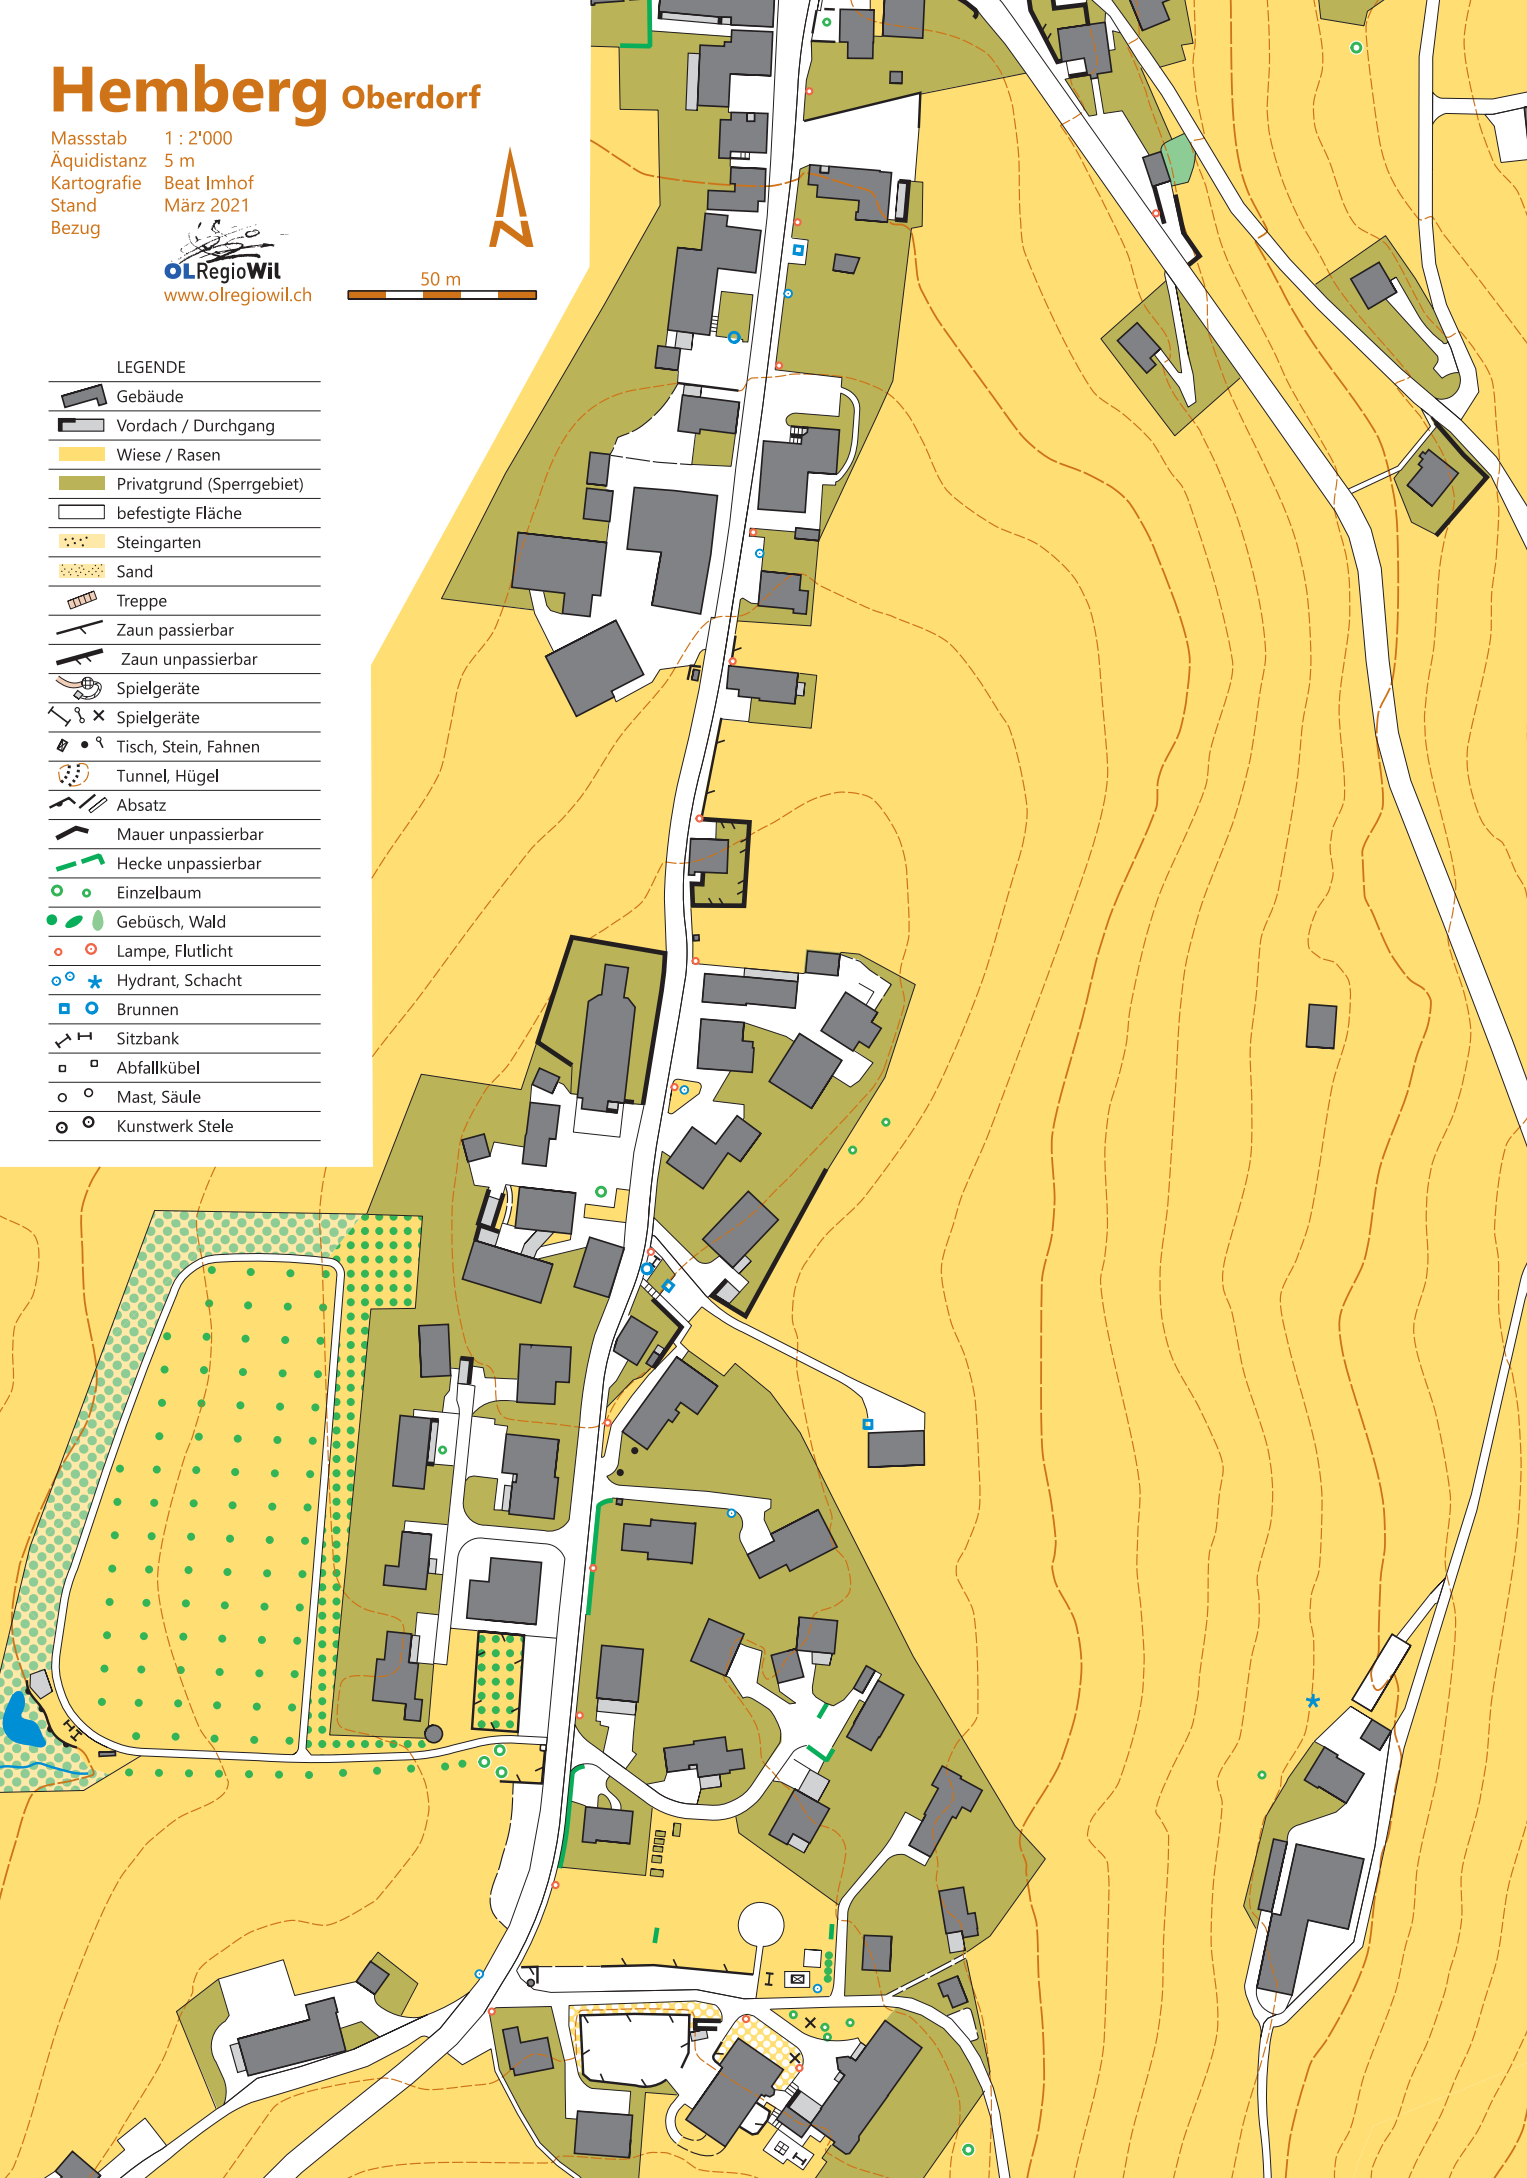 Hemberg Oberdorf
Massstab 1 : 2'000
Äquidistanz 5 m
Kartografie Beat Imhof
Stand März 2021
Bezug
OLRegioWil
www.olregiowil.ch
N
50 m
LEGENDE
Gebäude
Vordach / Durchgang
Wiese / Rasen
Privatgrund (Sperrgebiet)
befestigte Fläche
Steingarten
Sand
Treppe
Zaun passierbar
Zaun unpassierbar
Spielgeräte
Spielgeräte
Tisch, Stein, Fahnen
Tunnel, Hügel
Absatz
Mauer unpassierbar
Hecke unpassierbar
Einzelbaum
Gebüsch, Wald
Lampe, Flutlicht
Hydrant, Schacht
Brunnen
Sitzbank
Abfallkübel
Mast, Säule
Kunstwerk Stele